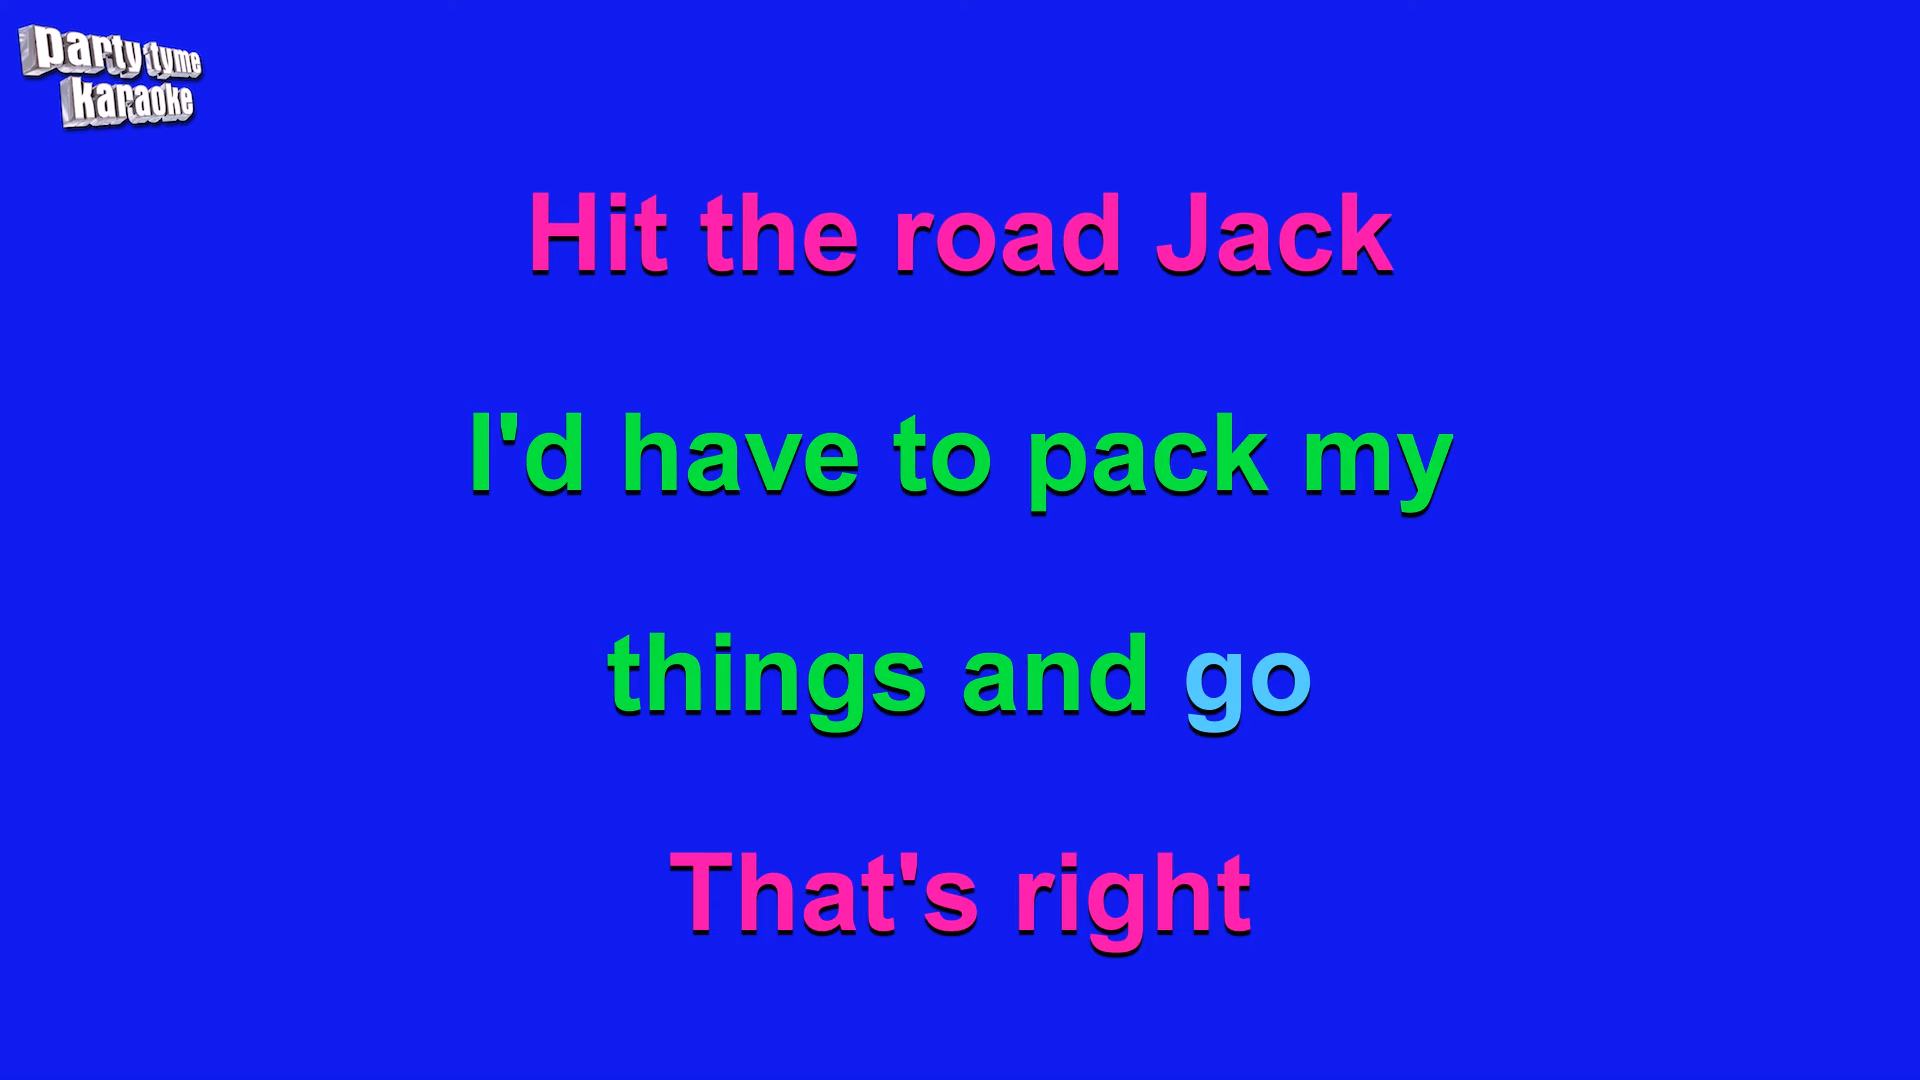 party tyme
karaoke
Hit the road Jack
I'd have to pack my
things and go
That's right